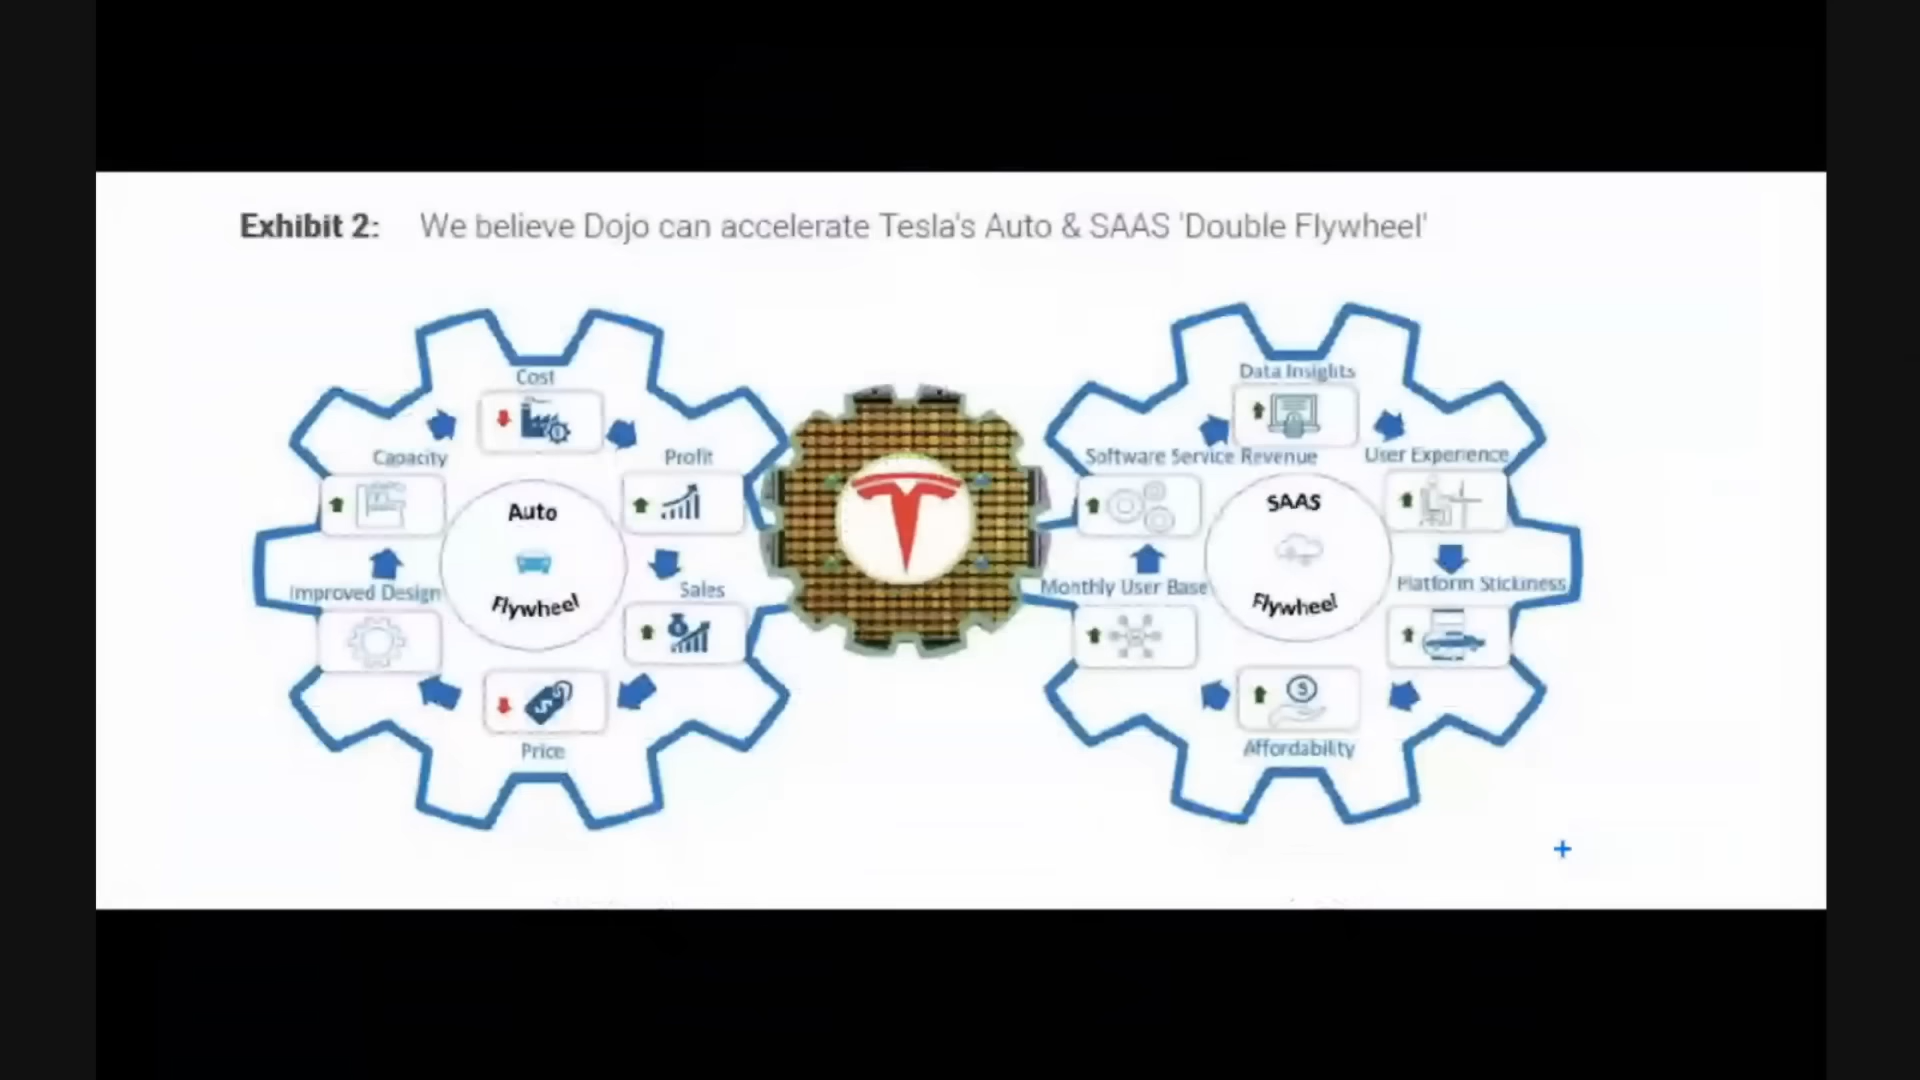 Exhibit 2: We believe Dojo can accelerate Tesla's Auto & SAAS 'Double Flywheel'
Cost
Capacity
Profit
Auto
Flywheel
Improved Design
Sales
Price
Data Insights
Software Service Revenue
User Experience
SAAS
Flywheel
Monthly User Base
Platform Stickiness
Affordability